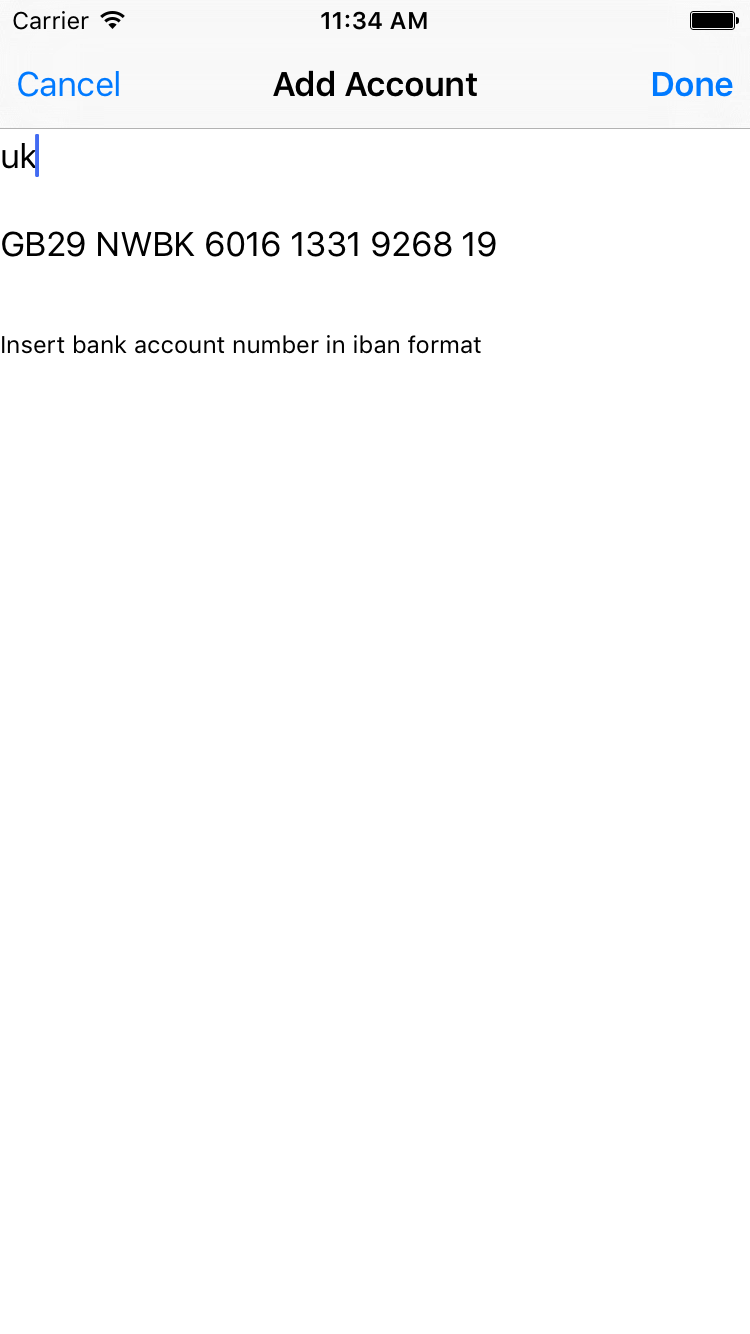 Carrier 11:34 AM
Cancel Add Account Done
uk
GB29 NWBK 6016 1331 9268 19
Insert bank account number in iban format